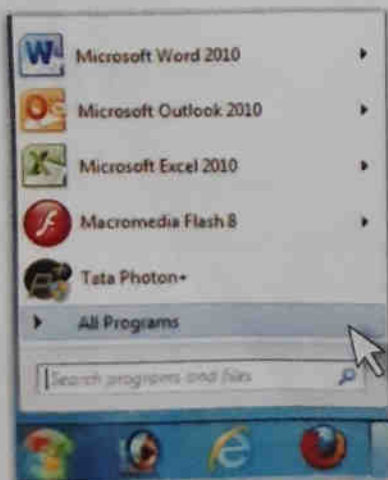 Microsoft Word 2010
Microsoft Outlook 2010
Microsoft Excel 2010
Macromedia Flash 8
Tata Photon+
All Programs
Search programs and files